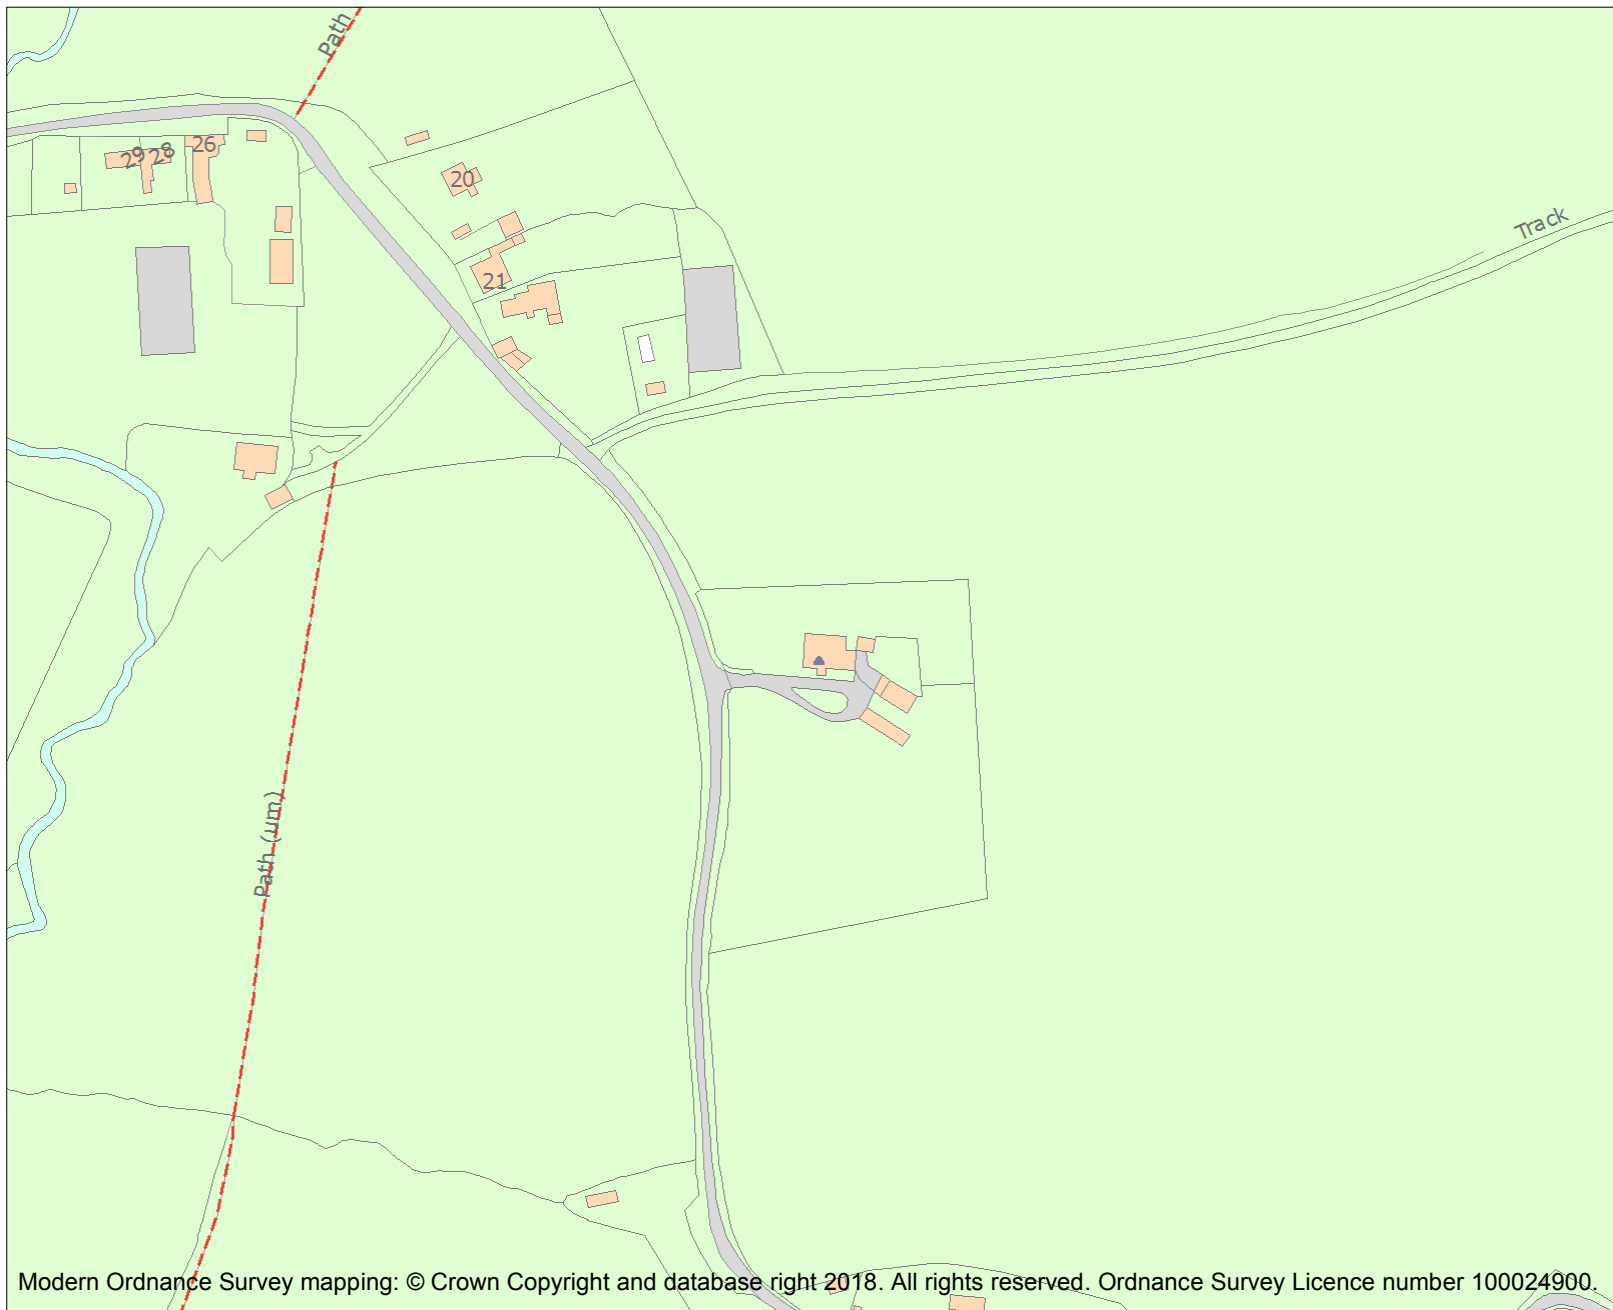 Path
29
28
26
20
Track
21
Path (um)
Modern Ordnance Survey mapping: © Crown Copyright and database right 2018. All rights reserved. Ordnance Survey Licence number 100024900.